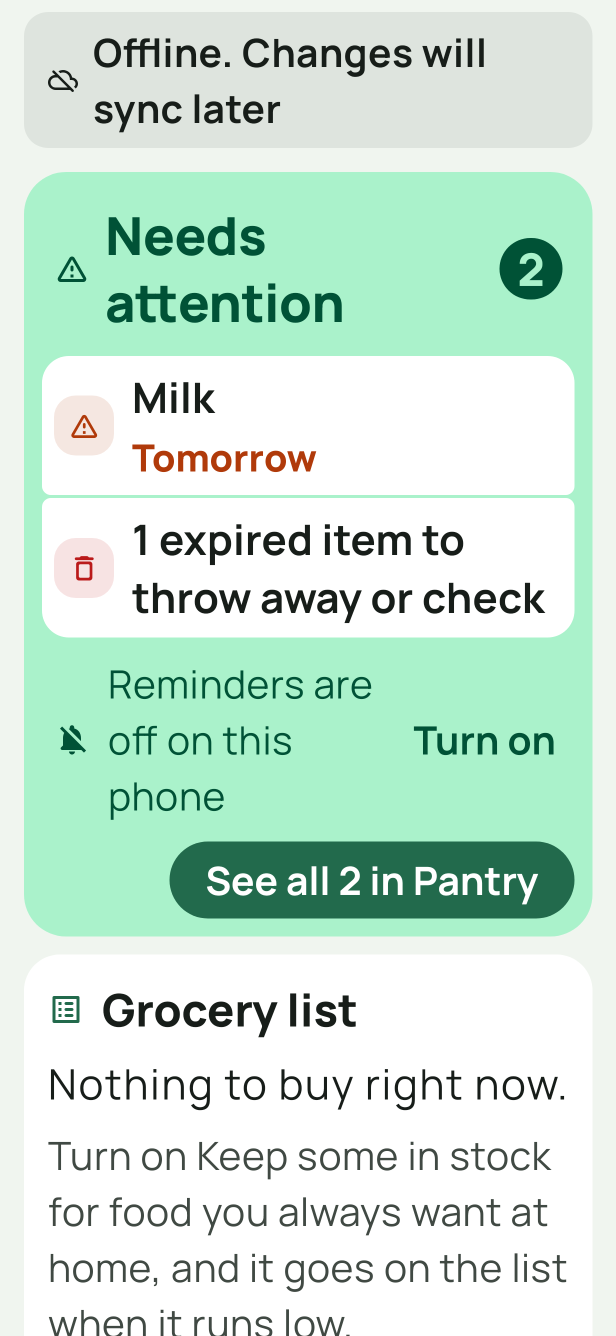 Offline. Changes will
sync later
Needs
attention
2
Milk
Tomorrow
1 expired item to
throw away or check
Reminders are
off on this
phone
Turn on
See all 2 in Pantry
Grocery list
Nothing to buy right now.
Turn on Keep some in stock
for food you always want at
home, and it goes on the list
when it runs low.